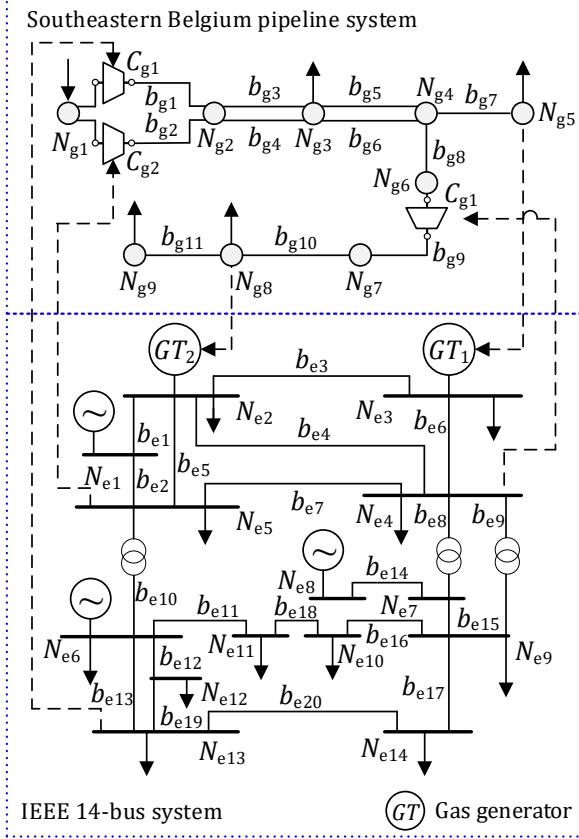 Southeastern Belgium pipeline system
C_g1
b_g1
b_g3
b_g5
N_g4
b_g7
N_g5
N_g1
b_g2
N_g2
b_g4
N_g3
b_g6
C_g2
b_g8
N_g6
C_g1
b_g11
b_g10
b_g9
N_g9
N_g8
N_g7
GT_2
GT_1
b_e3
N_e2
N_e3
b_e6
b_e1
b_e4
N_e1
b_e2
b_e5
b_e7
N_e5
N_e4
b_e8
b_e9
N_e8
b_e14
b_e10
b_e11
b_e18
N_e7
b_e15
b_e16
N_e6
N_e11
N_e10
N_e9
b_e12
N_e12
b_e13
b_e17
b_e19
b_e20
N_e13
N_e14
IEEE 14-bus system
GT Gas generator